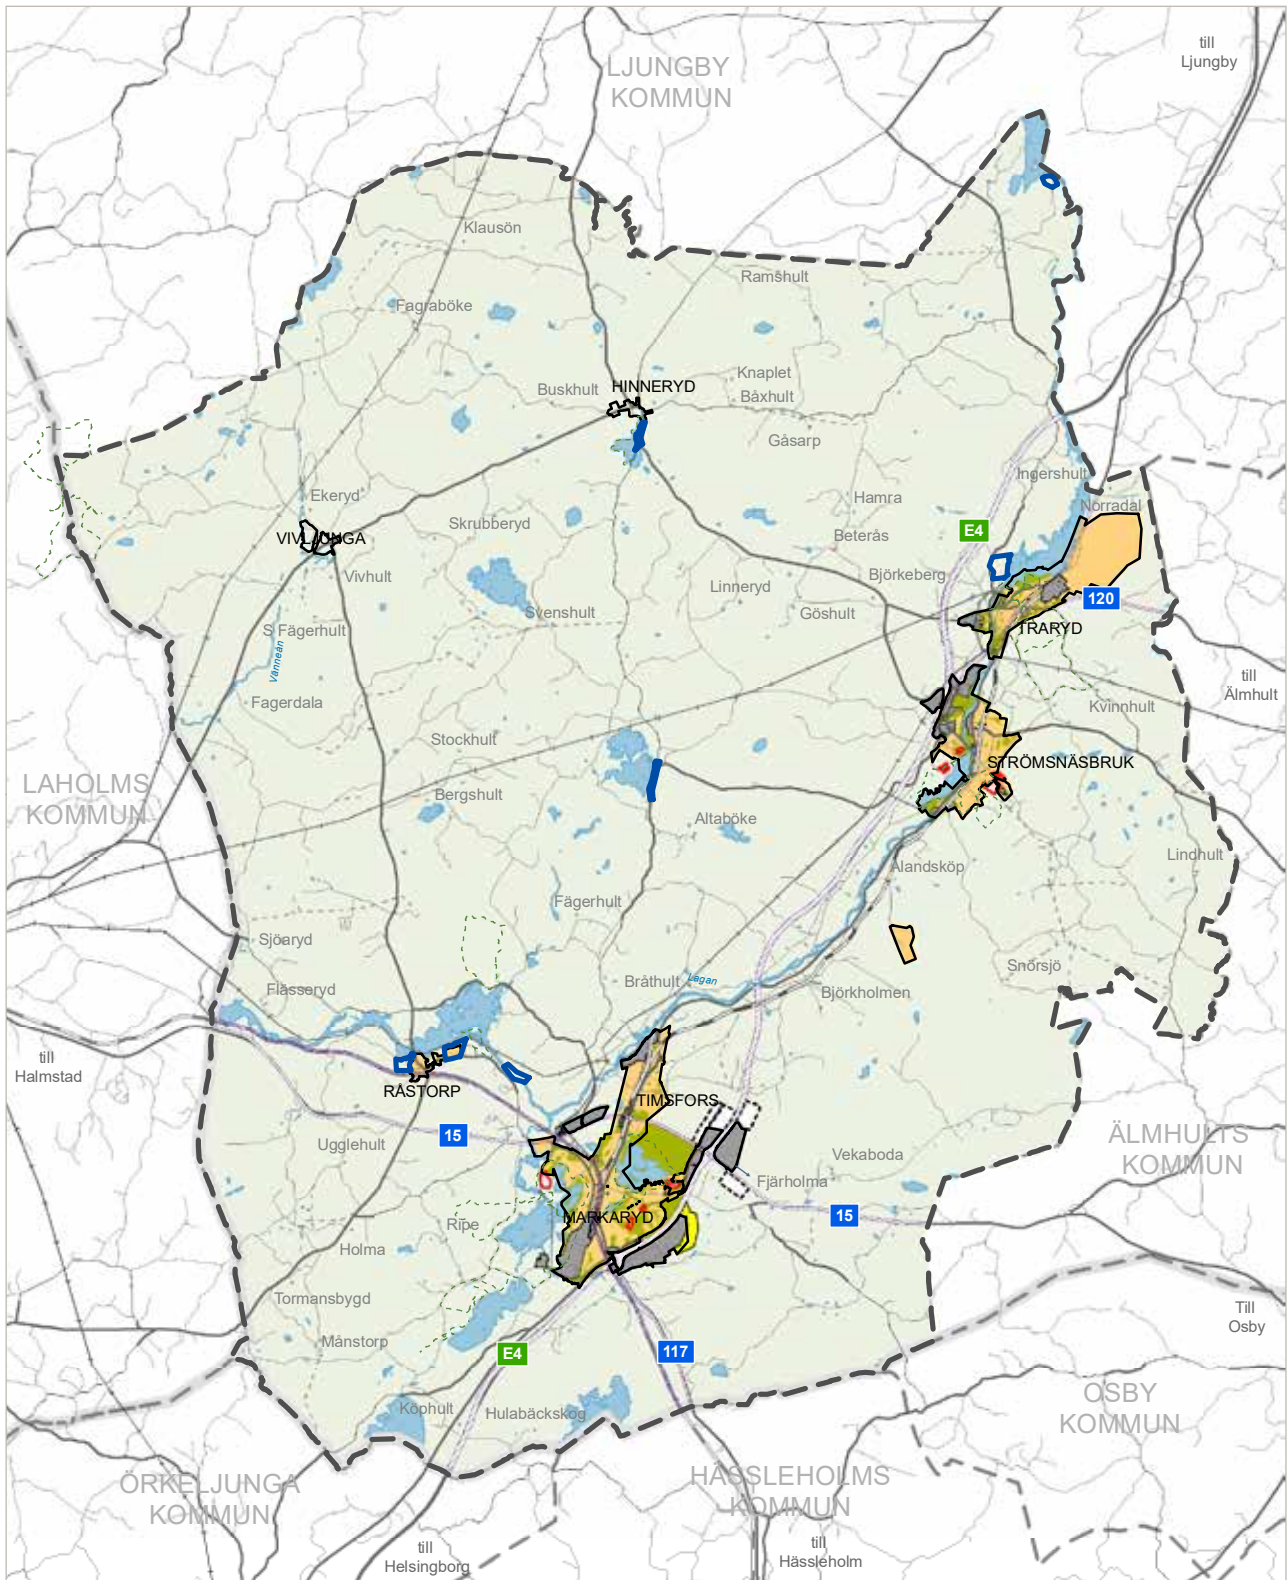 till
Ljungby
LJUNGBY
KOMMUN
Klausön
Ramshult
Fagraböke
Knaplet
Buskhult
HINNERYD
Båxhult
Gåsarp
Ingershult
Ekeryd
Hamra
Norradal
Skrubberyd
E4
VIVLJUNGA
Beterås
Vivhult
Björkeberg
Linneryd
120
Svenshult
Göshult
S Fägerhult
TRARYD
Vänneån
till
Älmhult
Fagerdala
Kvinnhult
Stockhult
STRÖMSNÄSBRUK
LAHOLMS
KOMMUN
Bergshult
Altaböke
Lindhult
Alandsköp
Fägerhult
Sjöaryd
Snörsjö
Bråthult
Lagan
Flässeryd
Björkholmen
till
Halmstad
RÅSTORP
TIMSFORS
15
Ugglehult
ÄLMHULTS
KOMMUN
Vekaboda
Fjärholma
MARKARYD
15
Ripe
Holma
Tormansbygd
Till
Osby
Månstorp
E4
117
OSBY
KOMMUN
Köphult
Hulabäckskog
ÖRKELJUNGA
KOMMUN
HÄSSLEHOLMS
KOMMUN
till
Helsingborg
till
Hässleholm